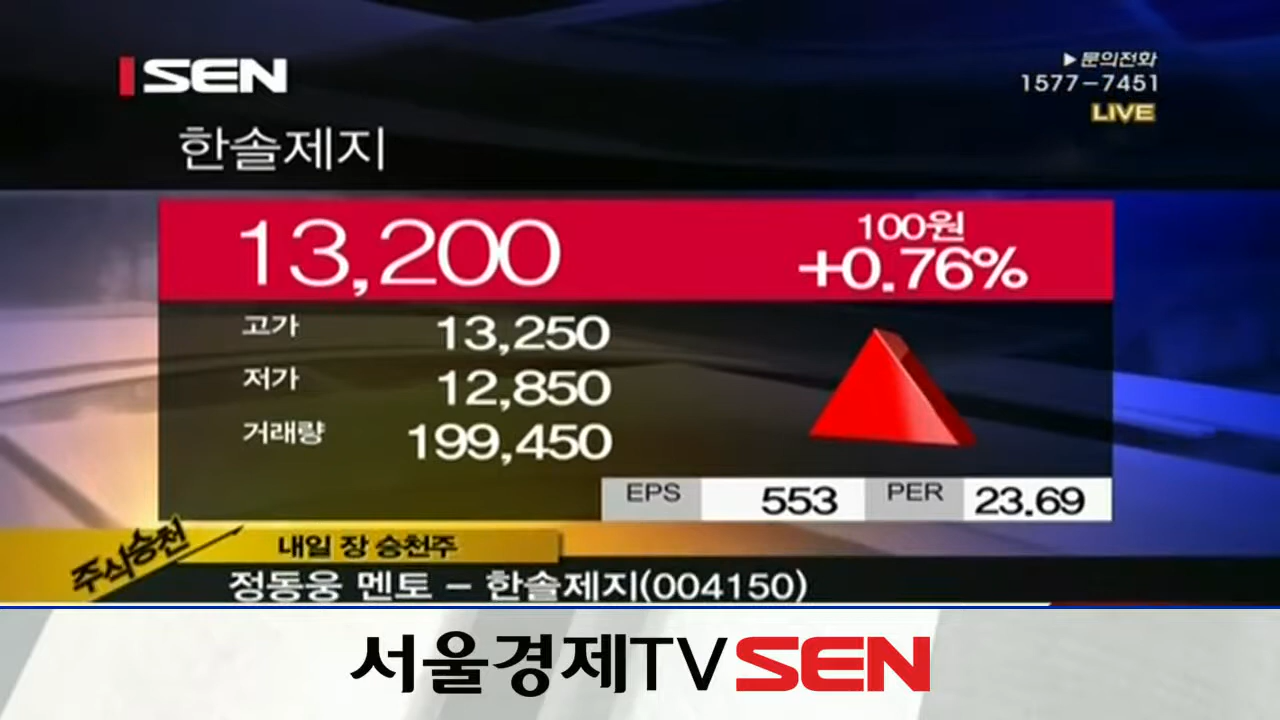 SEN
▶문의전화
1577-7451
LIVE
한솔제지
13,200
100원
+0.76%
고가 13,250
저가 12,850
거래량 199,450
EPS 553 PER 23.69
주식승천
내일 장 승천주
정동웅 멘토 - 한솔제지(004150)
서울경제TV SEN